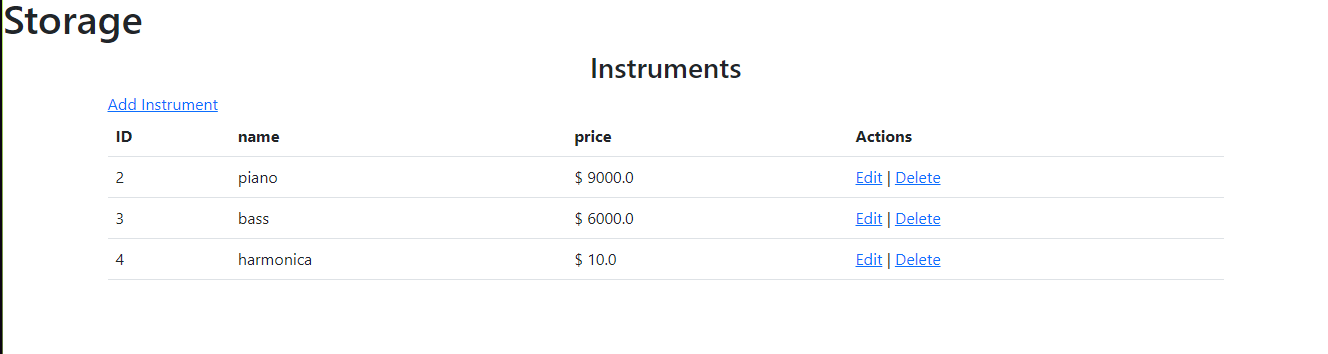 Storage
Instruments
Add Instrument
ID name price Actions
2 piano $ 9000.0 Edit | Delete
3 bass $ 6000.0 Edit | Delete
4 harmonica $ 10.0 Edit | Delete